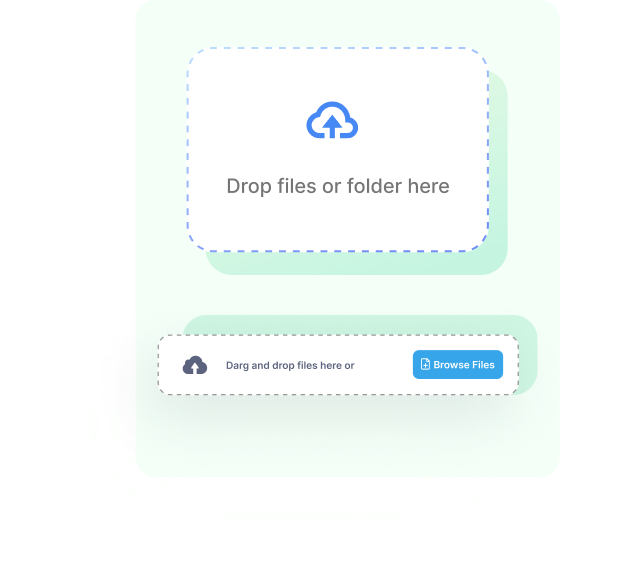 Drop files or folder here
Darg and drop files here or
Browse Files